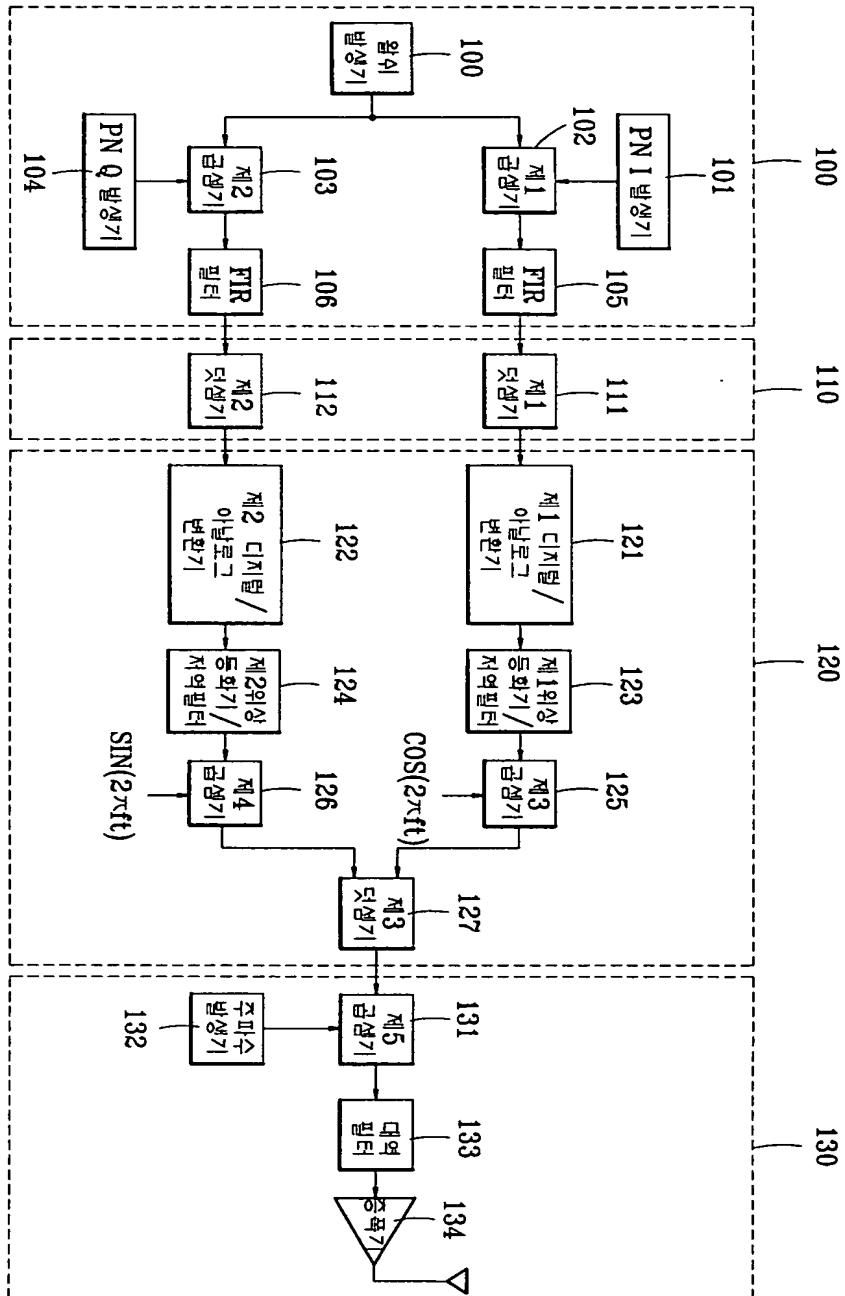 100
110
120
130
101
PN I 발생기
102
제1
곱셈기
105
FIR
필터
111
제1
덧셈기
121
제1 디지털/
아날로그
변환기
123
제1위상
등화기/
저역필터
125
제3
곱셈기
COS(2πft)
100
왈쉬
발생기
103
제2
곱셈기
104
PN Q 발생기
106
FIR
필터
112
제2
덧셈기
122
제2 디지털/
아날로그
변환기
124
제2위상
등화기/
저역필터
126
제4
곱셈기
SIN(2πft)
127
제3
덧셈기
131
제5
곱셈기
132
주파수
발생기
133
대역
필터
134
증폭기